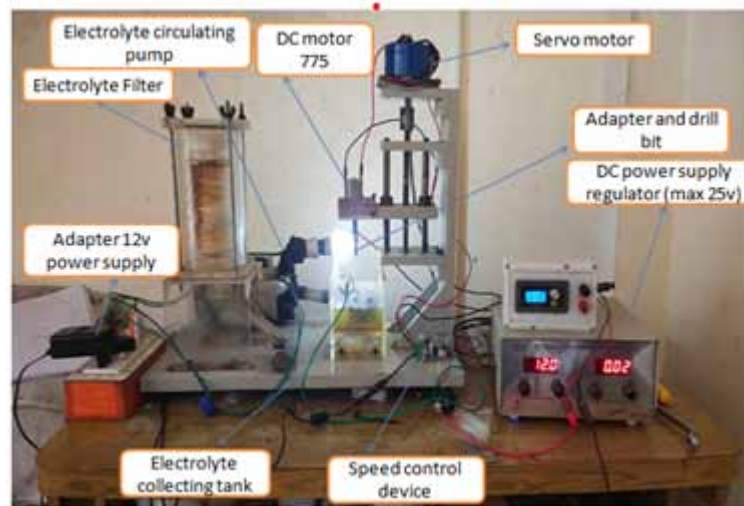 Electrolyte circulating
pump
DC motor
775
Servo motor
Electrolyte Filter
Adapter and drill
bit
DC power supply
regulator (max 25v)
Adapter 12v
power supply
12.0
0.02
Electrolyte
collecting tank
Speed control
device